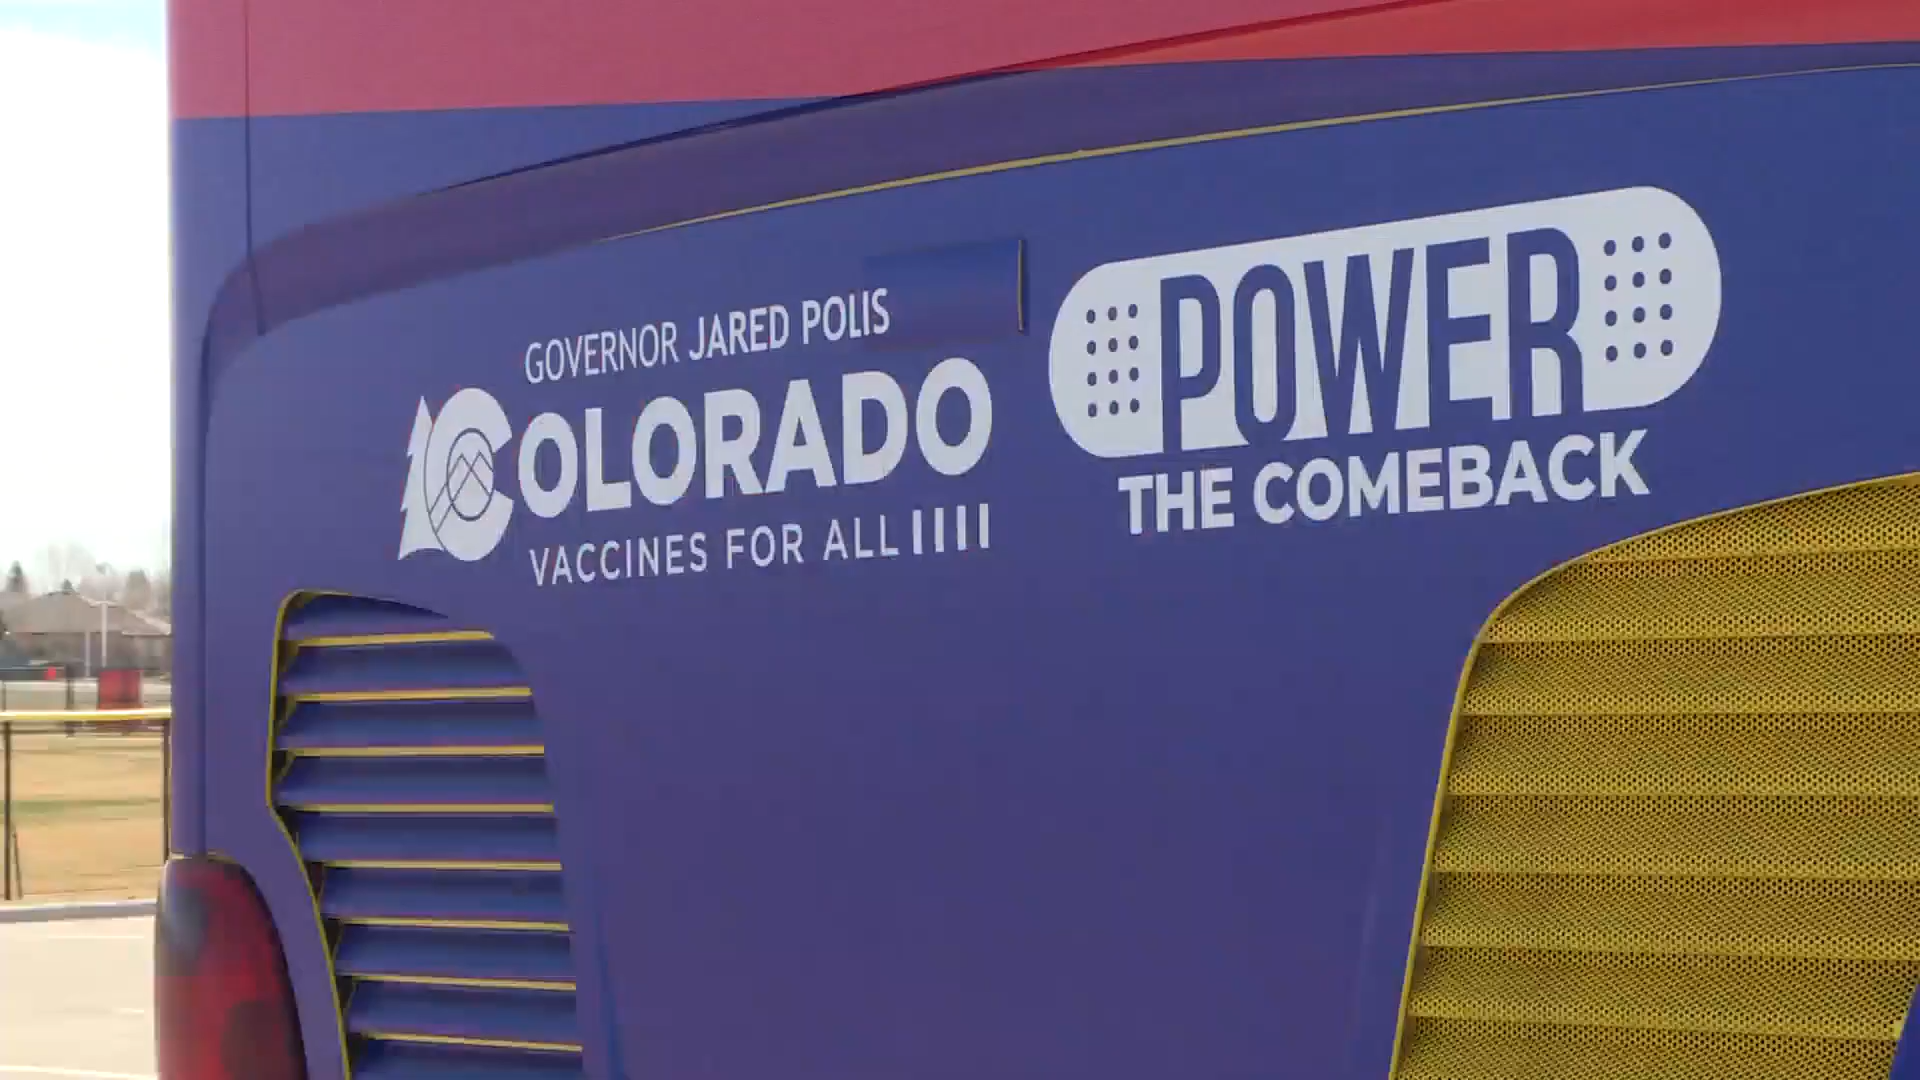 GOVERNOR JARED POLIS
COLORADO
VACCINES FOR ALL
POWER
THE COMEBACK